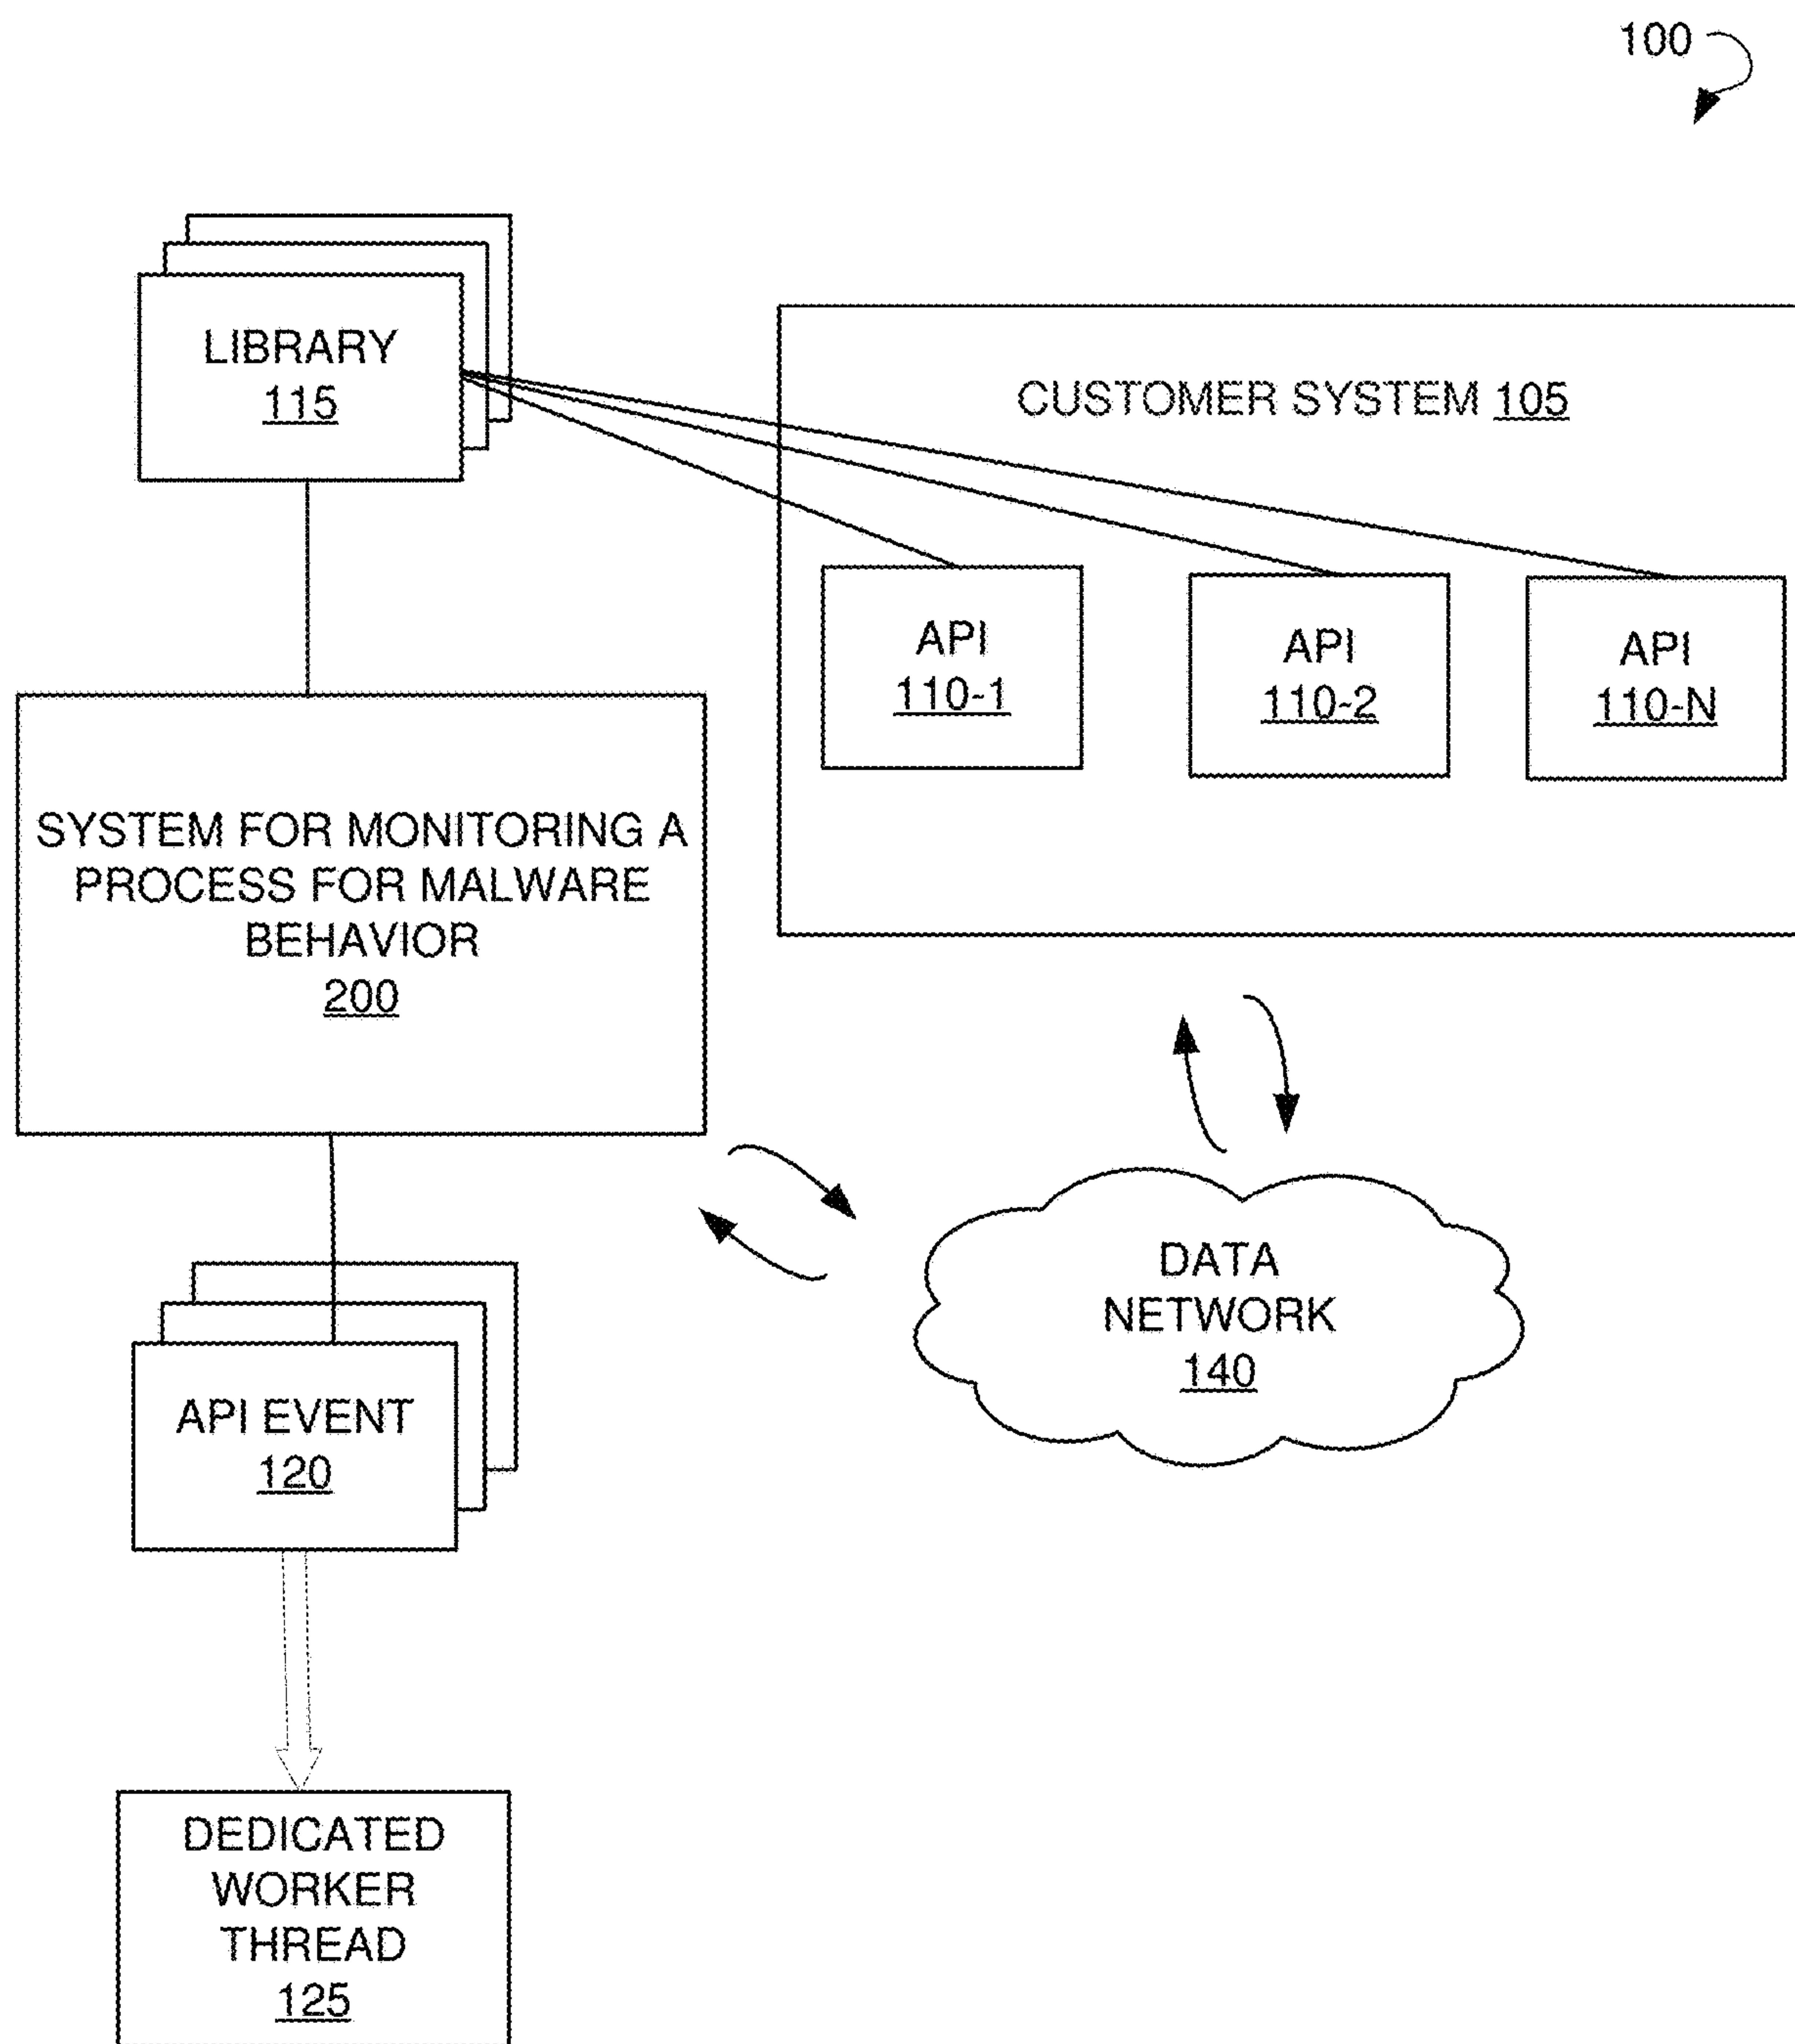 100
LIBRARY
115
CUSTOMER SYSTEM 105
API
110-1
API
110-2
API
110-N
SYSTEM FOR MONITORING A
PROCESS FOR MALWARE
BEHAVIOR
200
DATA
NETWORK
140
API EVENT
120
DEDICATED
WORKER
THREAD
125